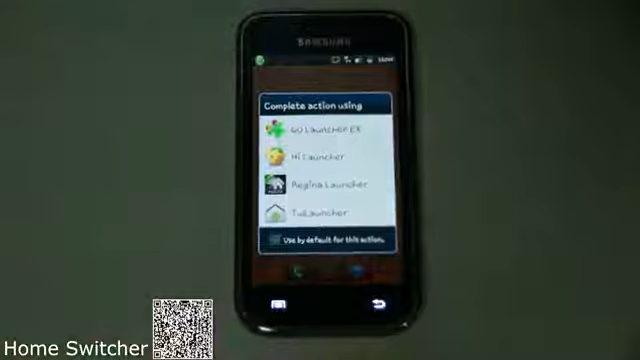 SAMSUNG
Complete action using
GO Launcher EX
Hi Launcher
Regina Launcher
Use by default for this action.
Home Switcher